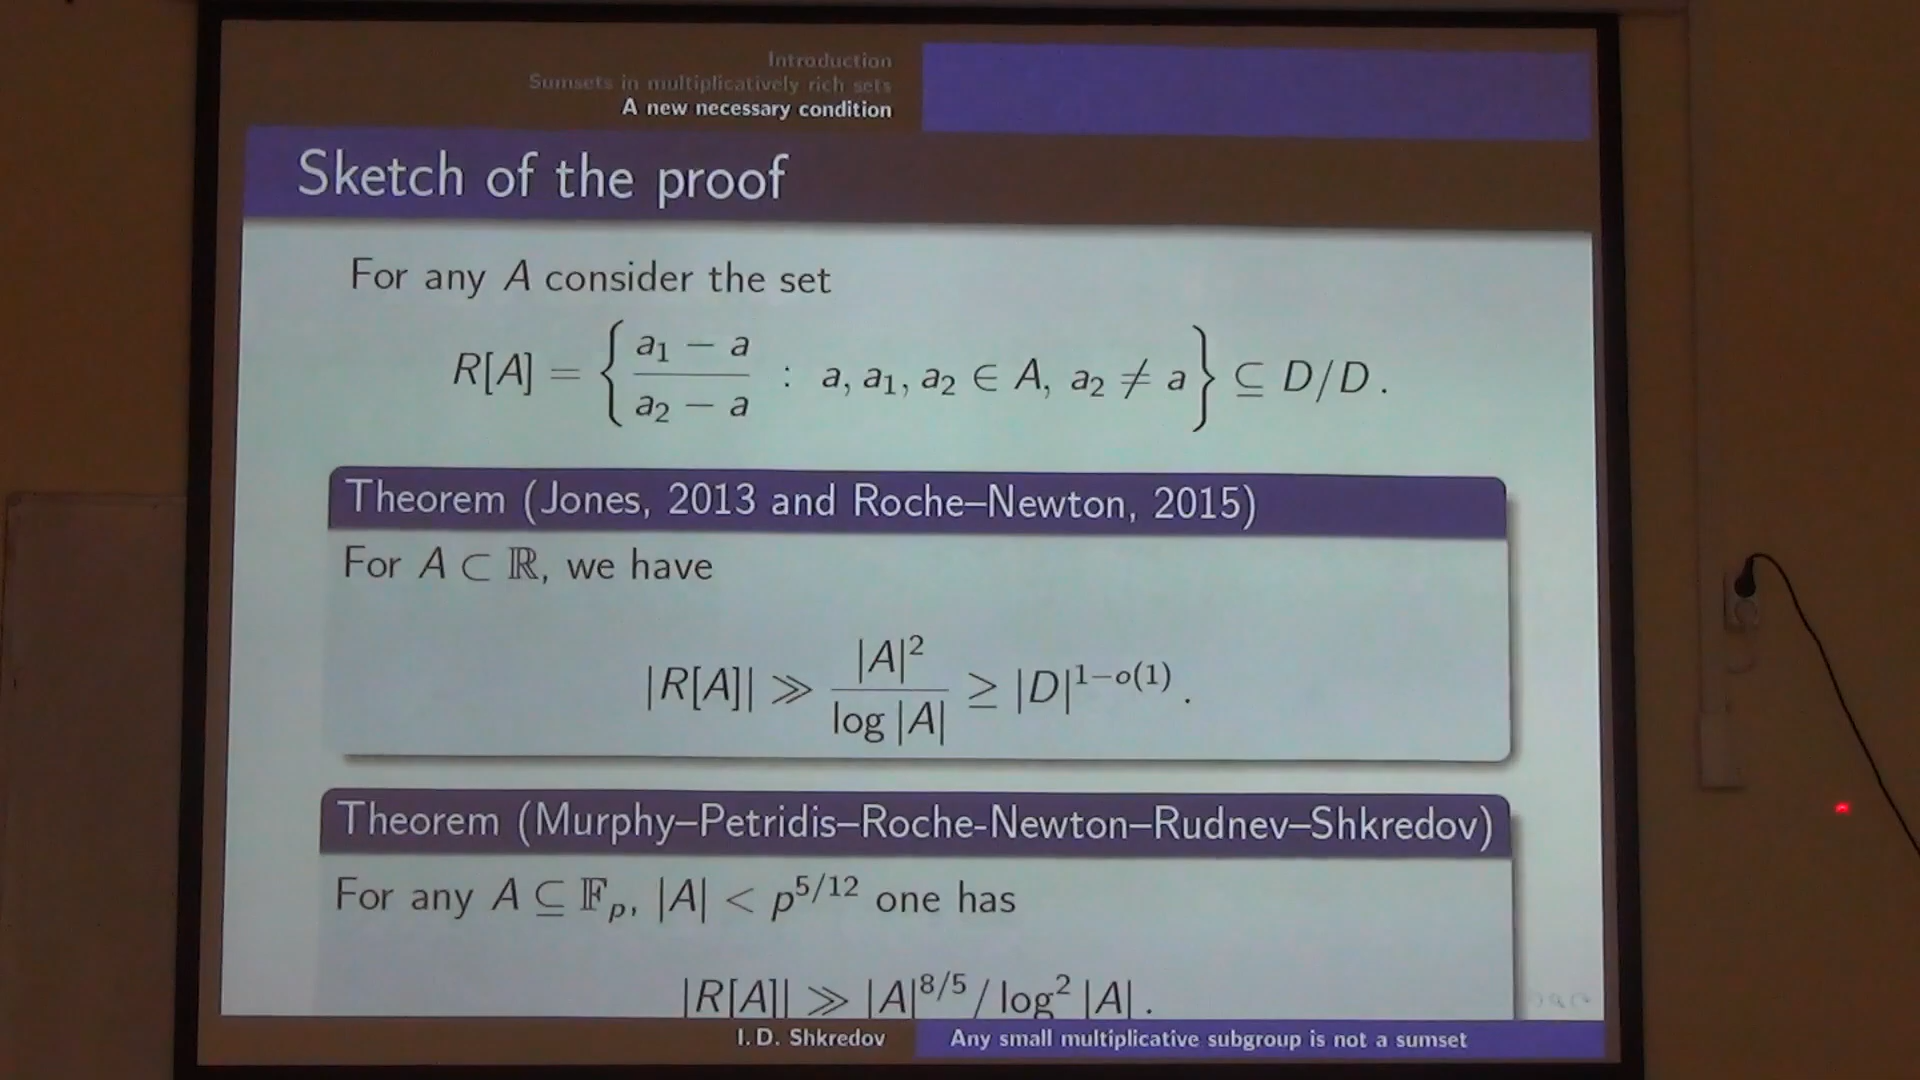 Introduction
Sumsets in multiplicatively rich sets
A new necessary condition
Sketch of the proof
For any A consider the set
R[A] = { (a₁ − a) / (a₂ − a) : a, a₁, a₂ ∈ A, a₂ ≠ a } ⊆ D/D .
Theorem (Jones, 2013 and Roche–Newton, 2015)
For A ⊂ ℝ, we have
|R[A]| ≫ |A|² / log |A| ≥ |D|^{1−o(1)} .
Theorem (Murphy–Petridis–Roche-Newton–Rudnev–Shkredov)
For any A ⊆ 𝔽ₚ, |A| < p^{5/12} one has
|R[A]| ≫ |A|^{8/5} / log² |A| .
I. D. Shkredov
Any small multiplicative subgroup is not a sumset